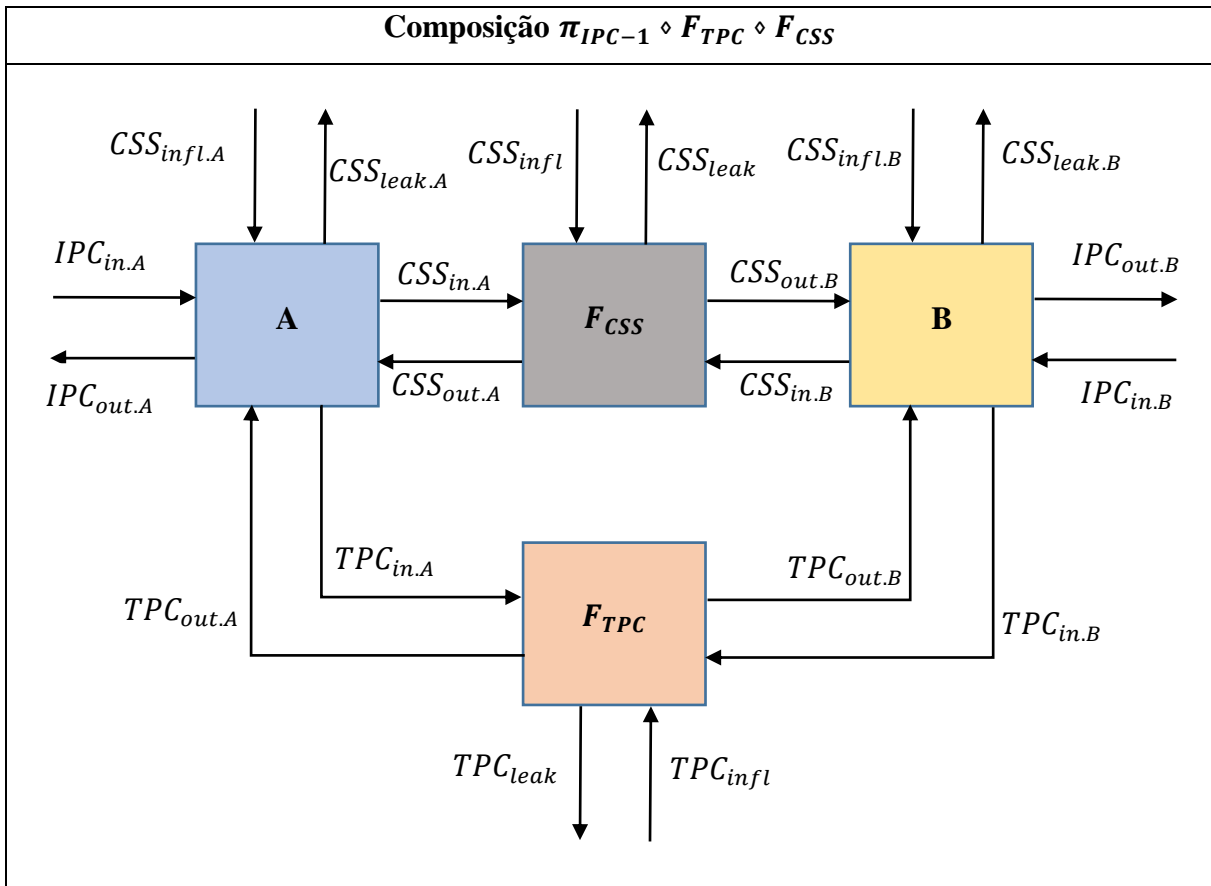 Composição π_{IPC−1} ⋄ F_{TPC} ⋄ F_{CSS}
CSS_{infl.A}
CSS_{leak.A}
CSS_{infl}
CSS_{leak}
CSS_{infl.B}
CSS_{leak.B}
IPC_{in.A}
CSS_{in.A}
CSS_{out.B}
IPC_{out.B}
A
F_{CSS}
B
IPC_{out.A}
CSS_{out.A}
CSS_{in.B}
IPC_{in.B}
TPC_{in.A}
TPC_{out.B}
TPC_{out.A}
F_{TPC}
TPC_{in.B}
TPC_{leak}
TPC_{infl}